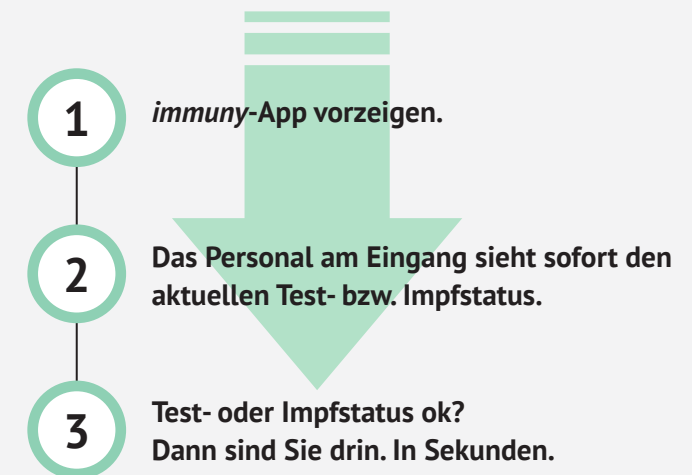 1
immuny-App vorzeigen.
2
Das Personal am Eingang sieht sofort den
aktuellen Test- bzw. Impfstatus.
3
Test- oder Impfstatus ok?
Dann sind Sie drin. In Sekunden.